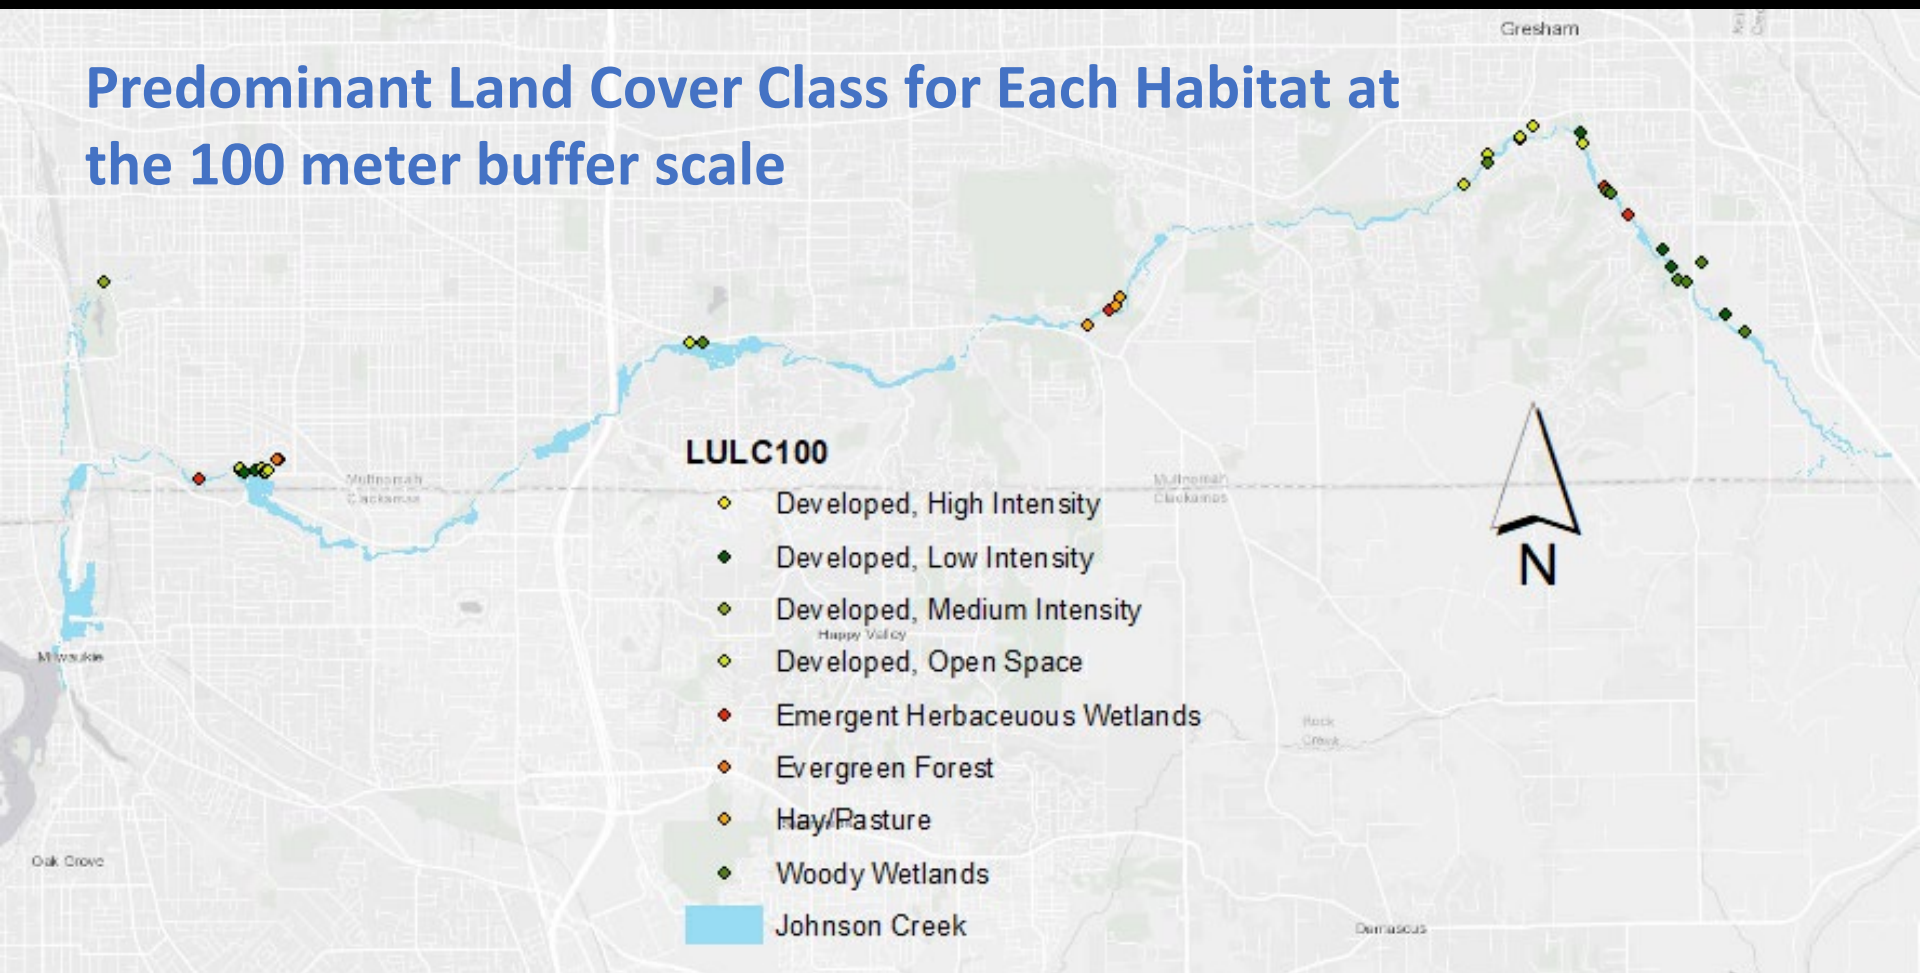 Gresham
Predominant Land Cover Class for Each Habitat at
the 100 meter buffer scale
LULC100
Developed, High Intensity
Developed, Low Intensity
Developed, Medium Intensity
Developed, Open Space
Emergent Herbaceuous Wetlands
Evergreen Forest
Hay/Pasture
Woody Wetlands
Johnson Creek
Multnomah
Clackamas
Multnomah
Clackamas
N
Happy Valley
Milwaukie
Rock
Creek
Oak Grove
Damascus